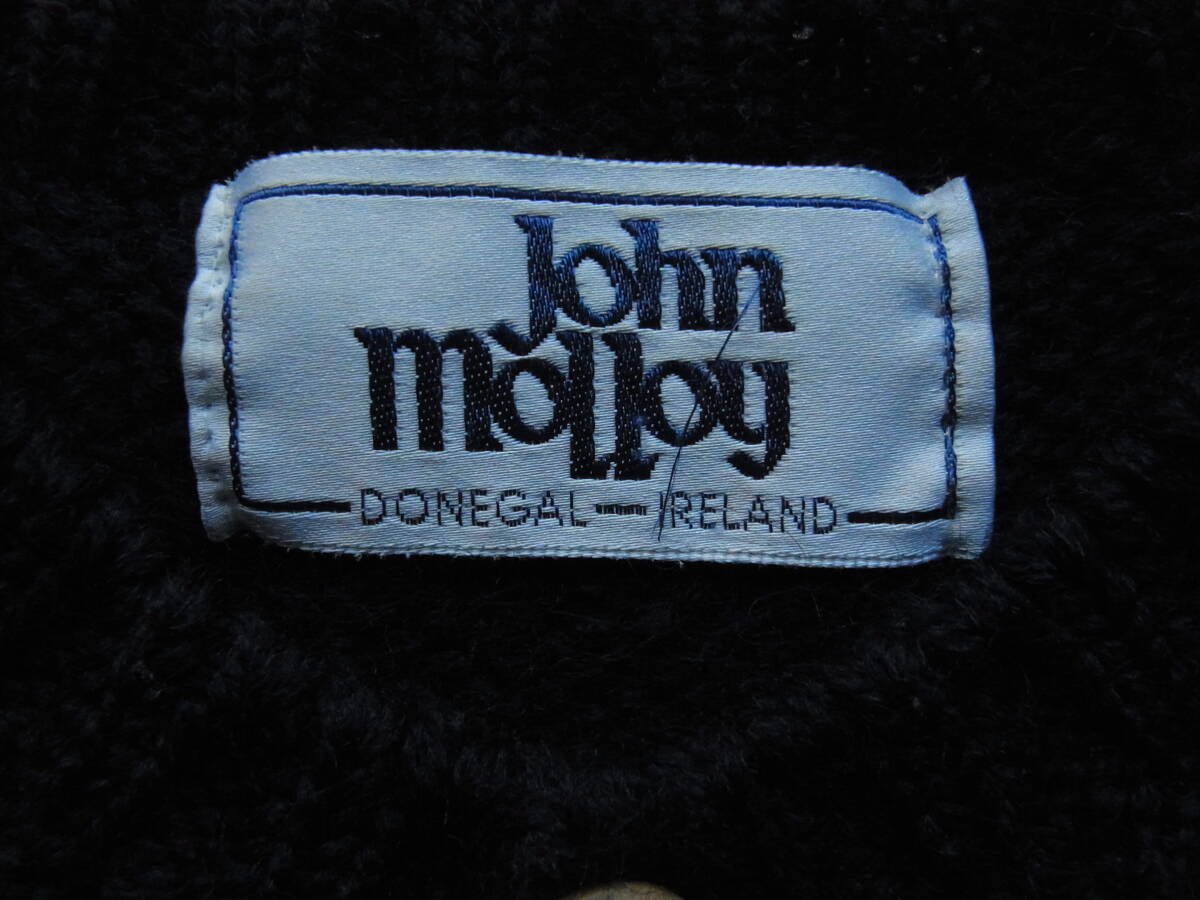 John
molloy
DONEGAL — IRELAND